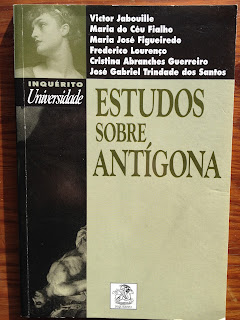 Victor Jabouille
Maria do Céu Fialho
Maria José Figueiredo
Frederico Lourenço
Cristina Abranches Guerreiro
José Gabriel Trindade dos Santos
INQUÉRITO
Universidade
ESTUDOS
SOBRE
ANTÍGONA